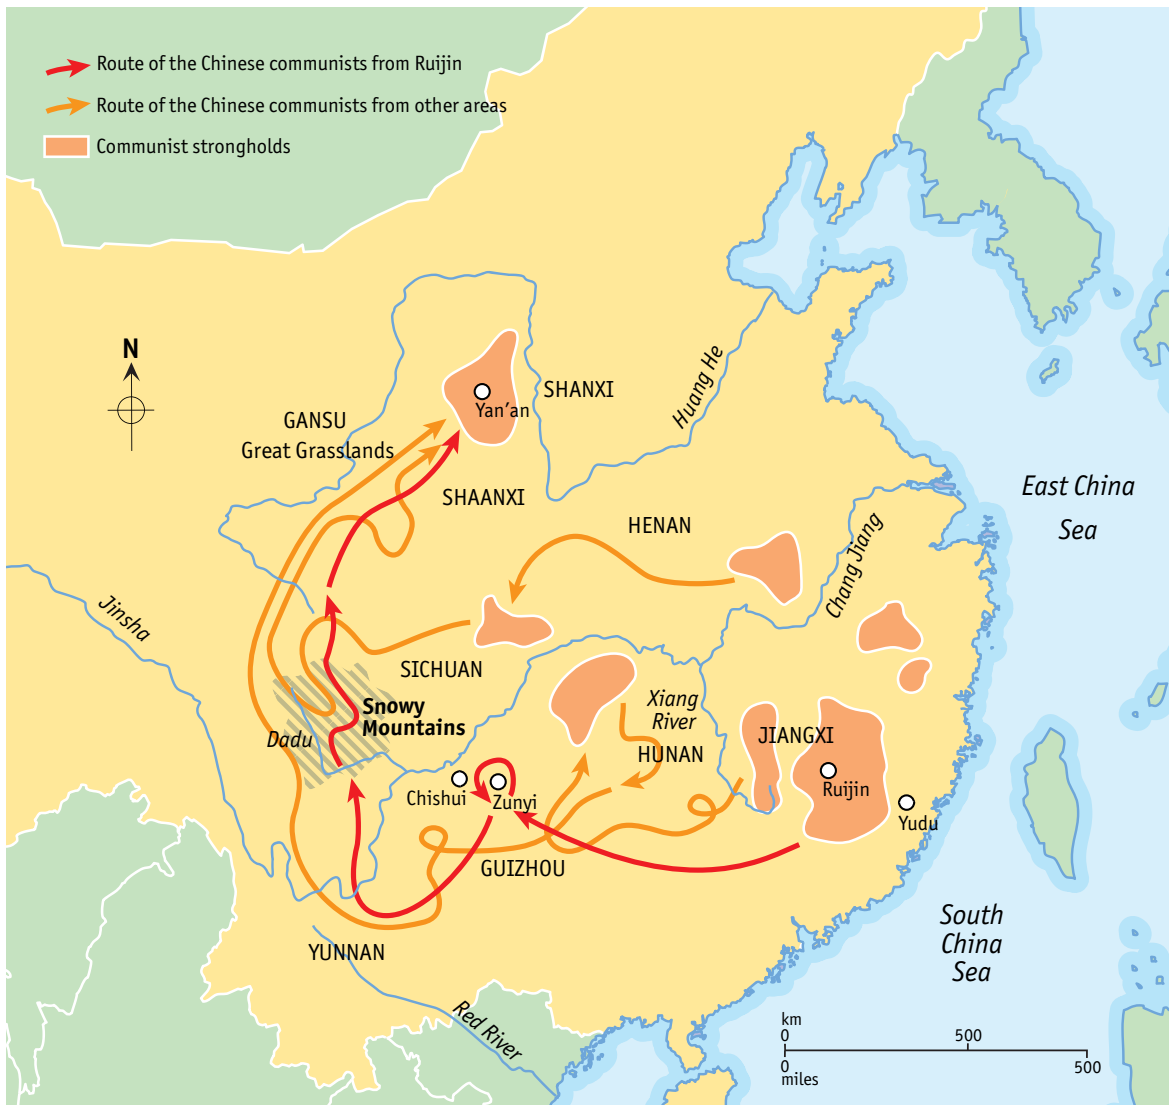 Route of the Chinese communists from Ruijin
Route of the Chinese communists from other areas
Communist strongholds
N
SHANXI
Yan’an
GANSU
Great Grasslands
Huang He
SHAANXI
East China
Sea
HENAN
Chang Jiang
Jinsha
SICHUAN
Snowy
Mountains
Dadu
Xiang
River
HUNAN
JIANGXI
Ruijin
Chishui
Zunyi
Yudu
GUIZHOU
YUNNAN
South
China
Sea
Red River
km
0 500
0 500
miles